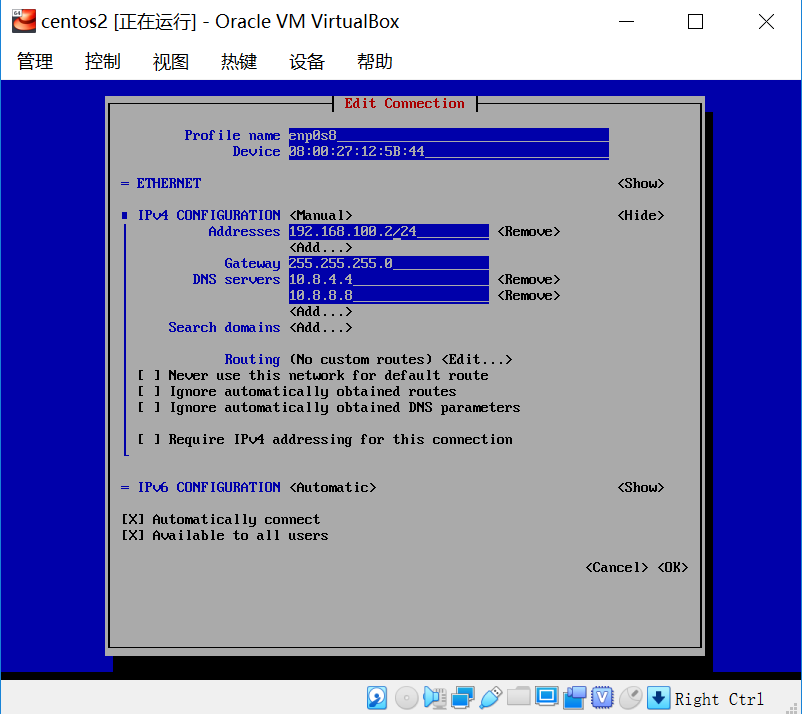 64
centos2 [正在运行] - Oracle VM VirtualBox
管理 控制 视图 热键 设备 帮助
Edit Connection
Profile name enp0s8
Device 08:00:27:12:5B:44
= ETHERNET <Show>
IPv4 CONFIGURATION <Manual> <Hide>
Addresses 192.168.100.2/24 <Remove>
<Add...>
Gateway 255.255.255.0
DNS servers 10.8.4.4 <Remove>
10.8.8.8 <Remove>
<Add...>
Search domains <Add...>
Routing (No custom routes) <Edit...>
[ ] Never use this network for default route
[ ] Ignore automatically obtained routes
[ ] Ignore automatically obtained DNS parameters
[ ] Require IPv4 addressing for this connection
= IPv6 CONFIGURATION <Automatic> <Show>
[X] Automatically connect
[X] Available to all users
<Cancel> <OK>
V
Right Ctrl